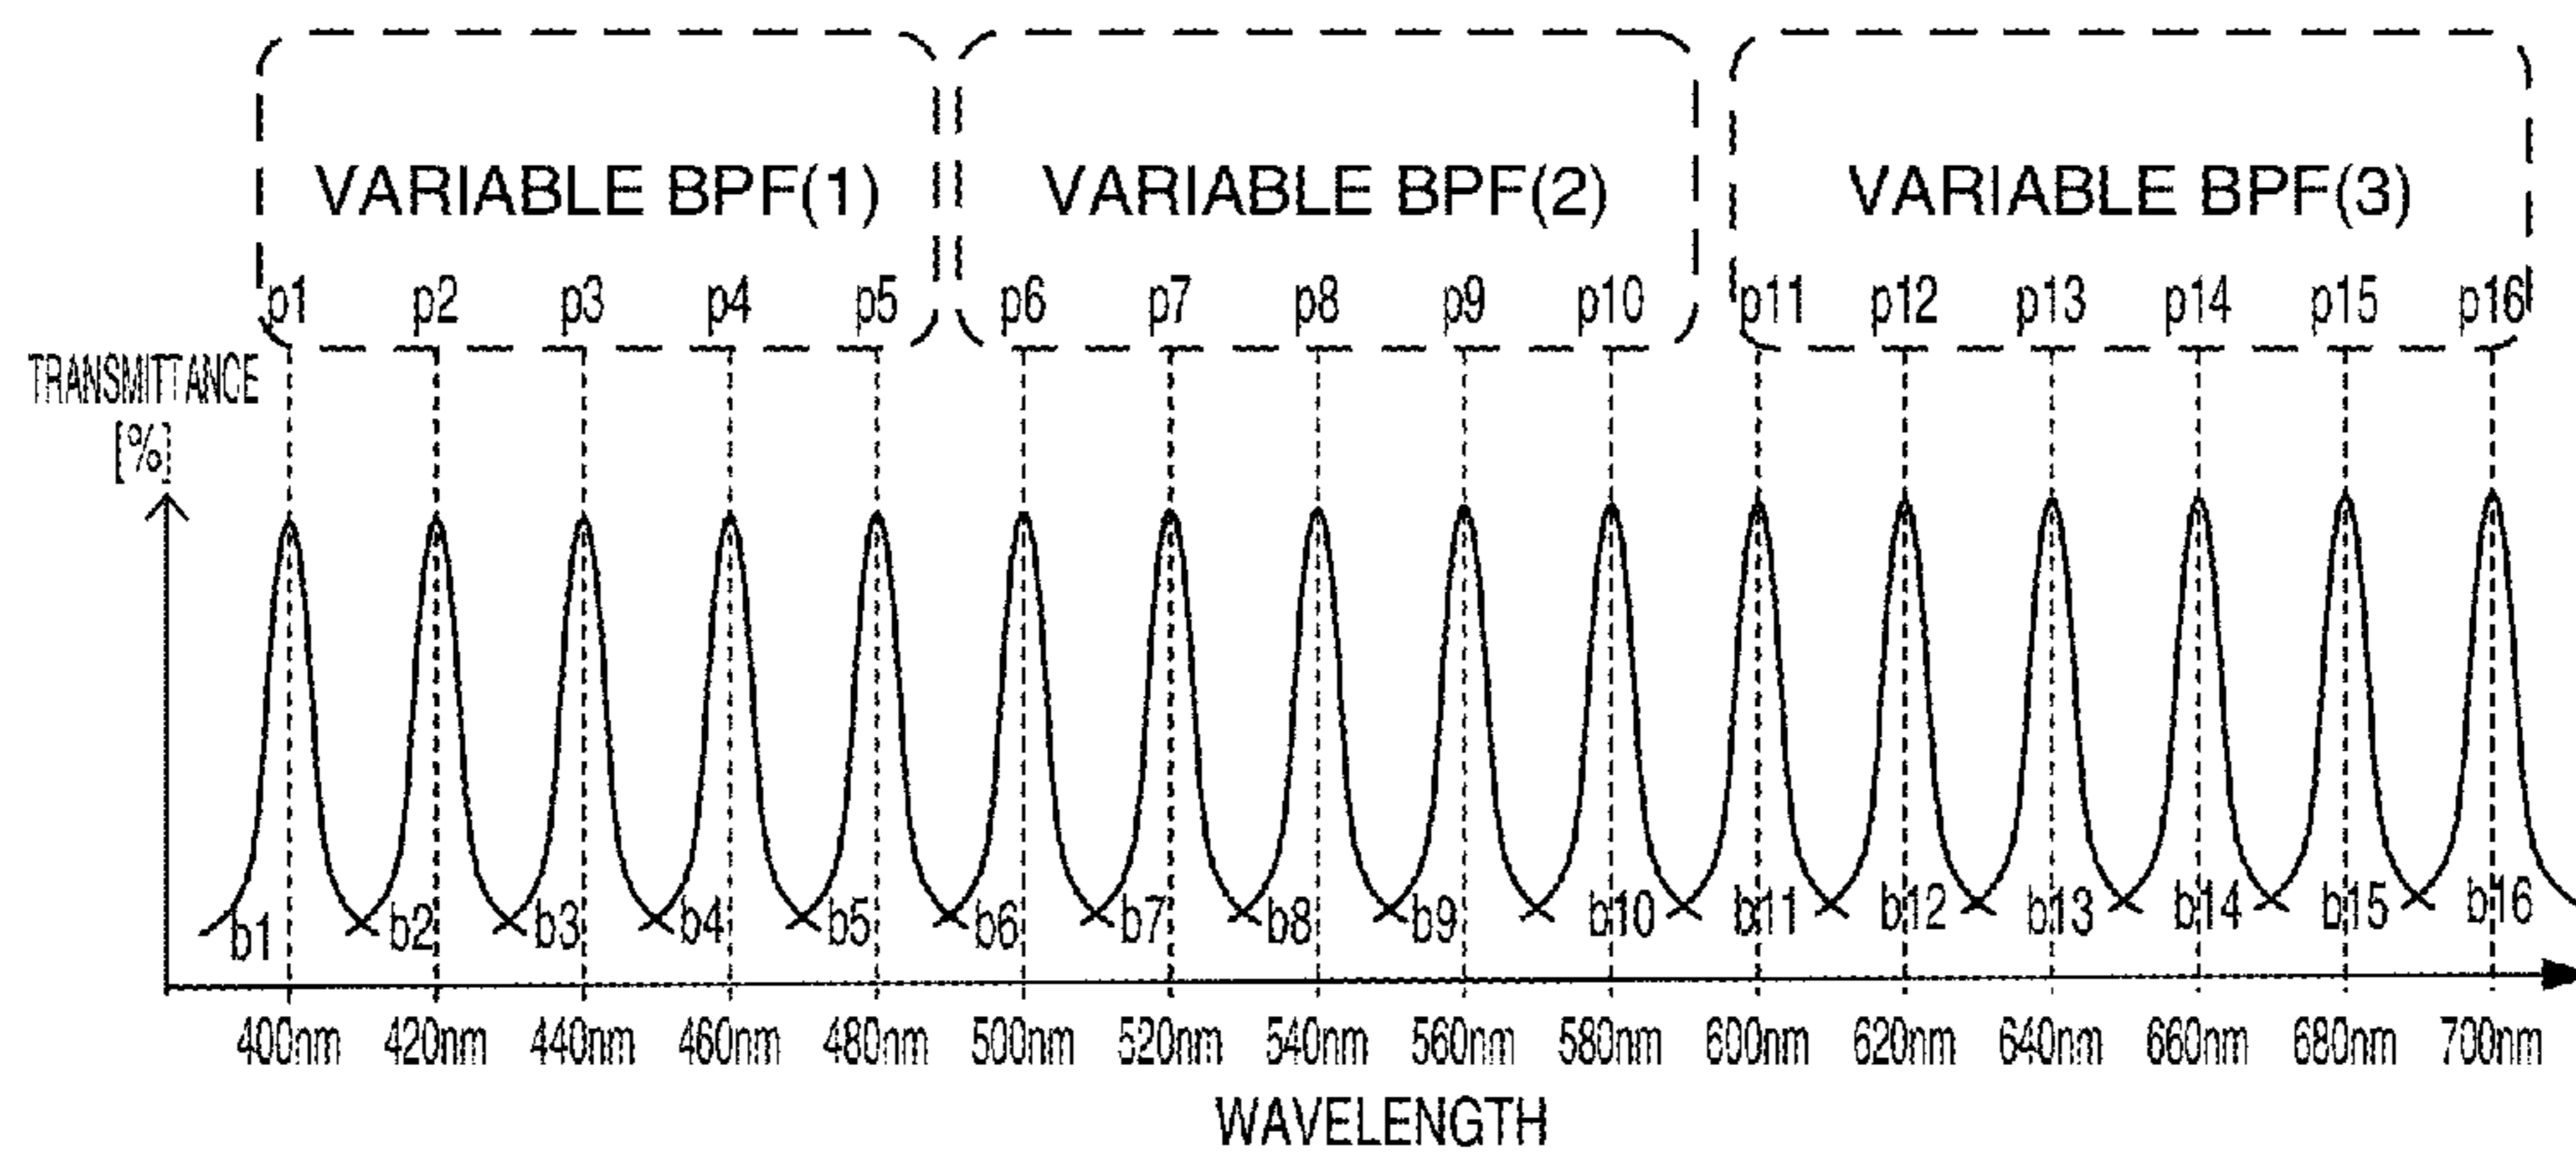 VARIABLE BPF(1) VARIABLE BPF(2) VARIABLE BPF(3)
p1 p2 p3 p4 p5 p6 p7 p8 p9 p10 p11 p12 p13 p14 p15 p16
TRANSMITTANCE
[%]
b1 b2 b3 b4 b5 b6 b7 b8 b9 b10 b11 b12 b13 b14 b15 b16
400nm 420nm 440nm 460nm 480nm 500nm 520nm 540nm 560nm 580nm 600nm 620nm 640nm 660nm 680nm 700nm
WAVELENGTH